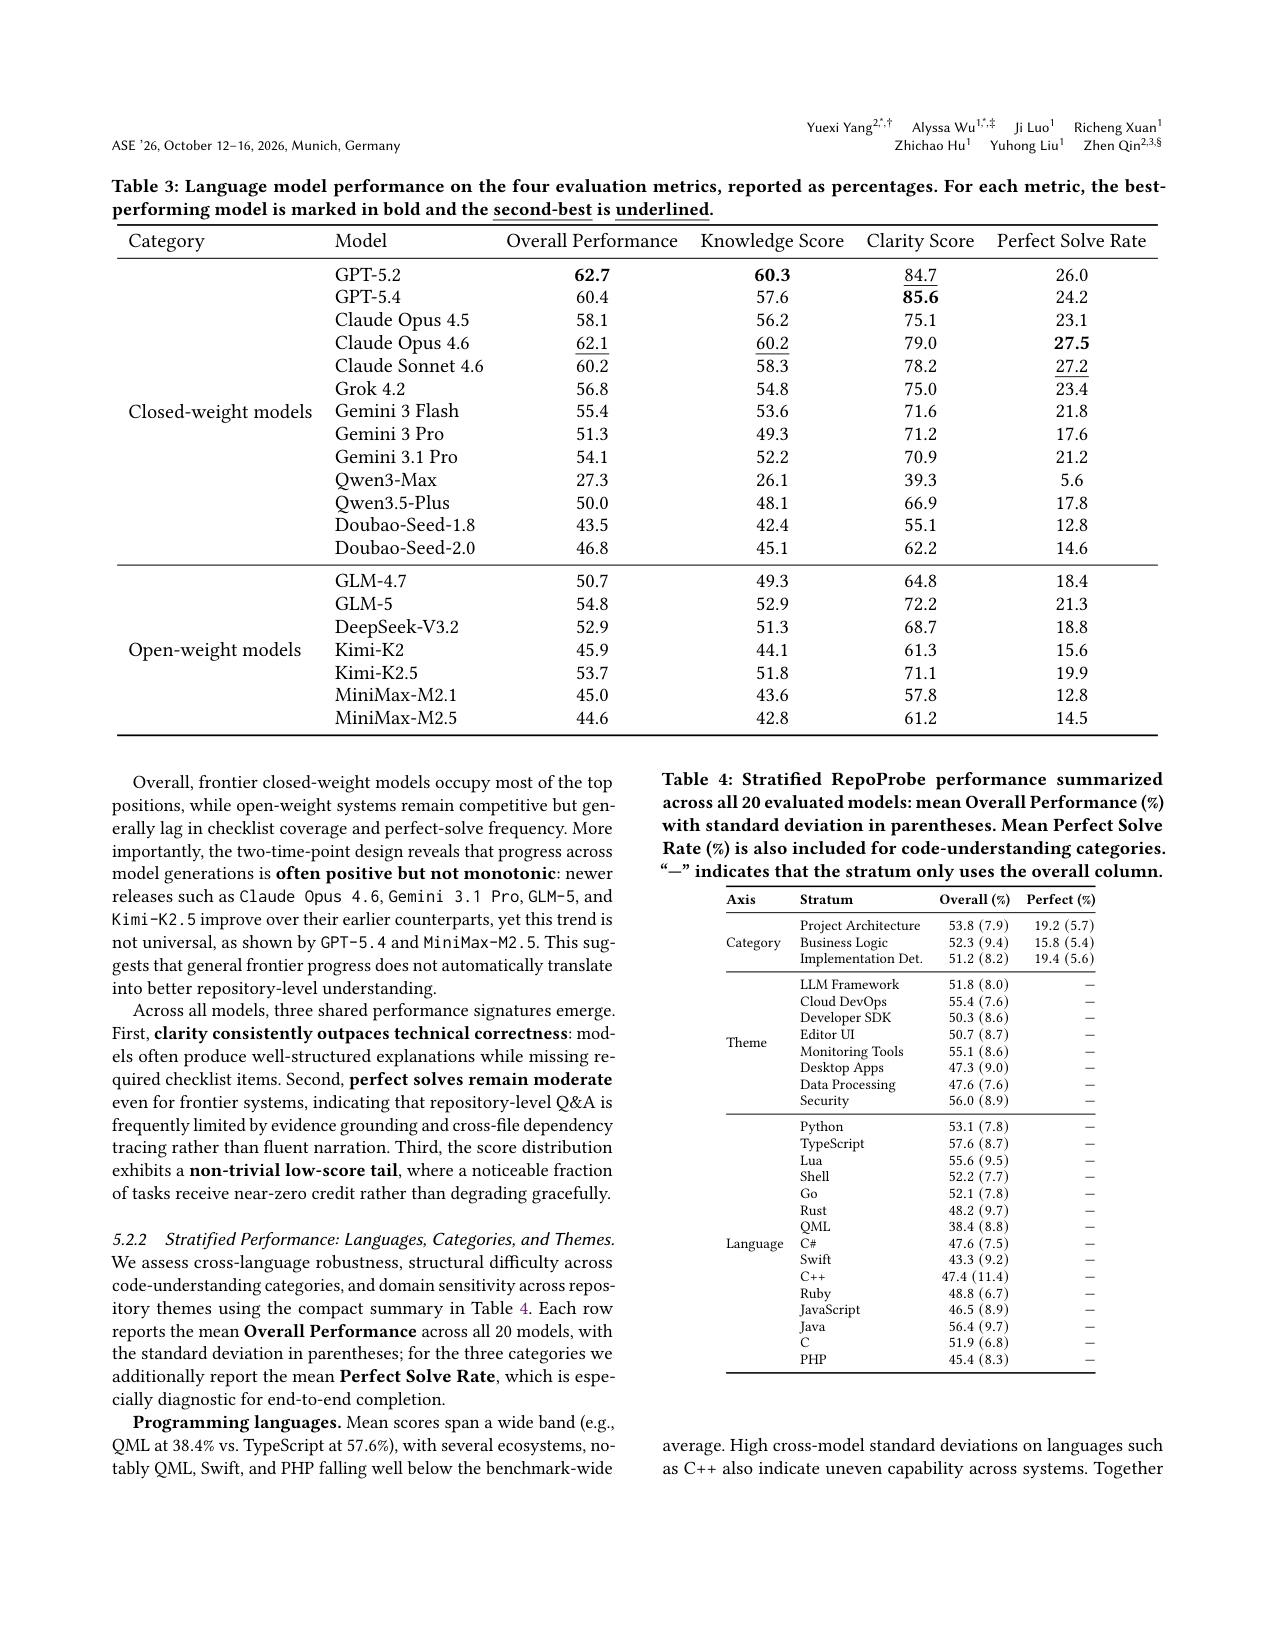 ASE ’26, October 12–16, 2026, Munich, Germany
Yuexi Yang2,*,† Alyssa Wu1,*,‡ Ji Luo1 Richeng Xuan1
Zhichao Hu1 Yuhong Liu1 Zhen Qin2,3,§
Table 3: Language model performance on the four evaluation metrics, reported as percentages. For each metric, the best-
performing model is marked in bold and the second-best is underlined.
Category Model Overall Performance Knowledge Score Clarity Score Perfect Solve Rate
Closed-weight models
GPT-5.2 62.7 60.3 84.7 26.0
GPT-5.4 60.4 57.6 85.6 24.2
Claude Opus 4.5 58.1 56.2 75.1 23.1
Claude Opus 4.6 62.1 60.2 79.0 27.5
Claude Sonnet 4.6 60.2 58.3 78.2 27.2
Grok 4.2 56.8 54.8 75.0 23.4
Gemini 3 Flash 55.4 53.6 71.6 21.8
Gemini 3 Pro 51.3 49.3 71.2 17.6
Gemini 3.1 Pro 54.1 52.2 70.9 21.2
Qwen3-Max 27.3 26.1 39.3 5.6
Qwen3.5-Plus 50.0 48.1 66.9 17.8
Doubao-Seed-1.8 43.5 42.4 55.1 12.8
Doubao-Seed-2.0 46.8 45.1 62.2 14.6
Open-weight models
GLM-4.7 50.7 49.3 64.8 18.4
GLM-5 54.8 52.9 72.2 21.3
DeepSeek-V3.2 52.9 51.3 68.7 18.8
Kimi-K2 45.9 44.1 61.3 15.6
Kimi-K2.5 53.7 51.8 71.1 19.9
MiniMax-M2.1 45.0 43.6 57.8 12.8
MiniMax-M2.5 44.6 42.8 61.2 14.5
Overall, frontier closed-weight models occupy most of the top
positions, while open-weight systems remain competitive but gen-
erally lag in checklist coverage and perfect-solve frequency. More
importantly, the two-time-point design reveals that progress across
model generations is often positive but not monotonic: newer
releases such as Claude Opus 4.6, Gemini 3.1 Pro, GLM-5, and
Kimi-K2.5 improve over their earlier counterparts, yet this trend is
not universal, as shown by GPT-5.4 and MiniMax-M2.5. This sug-
gests that general frontier progress does not automatically translate
into better repository-level understanding.
Across all models, three shared performance signatures emerge.
First, clarity consistently outpaces technical correctness: mod-
els often produce well-structured explanations while missing re-
quired checklist items. Second, perfect solves remain moderate
even for frontier systems, indicating that repository-level Q&A is
frequently limited by evidence grounding and cross-file dependency
tracing rather than fluent narration. Third, the score distribution
exhibits a non-trivial low-score tail, where a noticeable fraction
of tasks receive near-zero credit rather than degrading gracefully.
5.2.2 Stratified Performance: Languages, Categories, and Themes.
We assess cross-language robustness, structural difficulty across
code-understanding categories, and domain sensitivity across repos-
itory themes using the compact summary in Table 4. Each row
reports the mean Overall Performance across all 20 models, with
the standard deviation in parentheses; for the three categories we
additionally report the mean Perfect Solve Rate, which is espe-
cially diagnostic for end-to-end completion.
Programming languages. Mean scores span a wide band (e.g.,
QML at 38.4% vs. TypeScript at 57.6%), with several ecosystems, no-
tably QML, Swift, and PHP falling well below the benchmark-wide
Table 4: Stratified RepoProbe performance summarized
across all 20 evaluated models: mean Overall Performance (%)
with standard deviation in parentheses. Mean Perfect Solve
Rate (%) is also included for code-understanding categories.
“—” indicates that the stratum only uses the overall column.
Axis Stratum Overall (%) Perfect (%)
Category
Project Architecture 53.8 (7.9) 19.2 (5.7)
Business Logic 52.3 (9.4) 15.8 (5.4)
Implementation Det. 51.2 (8.2) 19.4 (5.6)
Theme
LLM Framework 51.8 (8.0) —
Cloud DevOps 55.4 (7.6) —
Developer SDK 50.3 (8.6) —
Editor UI 50.7 (8.7) —
Monitoring Tools 55.1 (8.6) —
Desktop Apps 47.3 (9.0) —
Data Processing 47.6 (7.6) —
Security 56.0 (8.9) —
Language
Python 53.1 (7.8) —
TypeScript 57.6 (8.7) —
Lua 55.6 (9.5) —
Shell 52.2 (7.7) —
Go 52.1 (7.8) —
Rust 48.2 (9.7) —
QML 38.4 (8.8) —
C# 47.6 (7.5) —
Swift 43.3 (9.2) —
C++ 47.4 (11.4) —
Ruby 48.8 (6.7) —
JavaScript 46.5 (8.9) —
Java 56.4 (9.7) —
C 51.9 (6.8) —
PHP 45.4 (8.3) —
average. High cross-model standard deviations on languages such
as C++ also indicate uneven capability across systems. Together